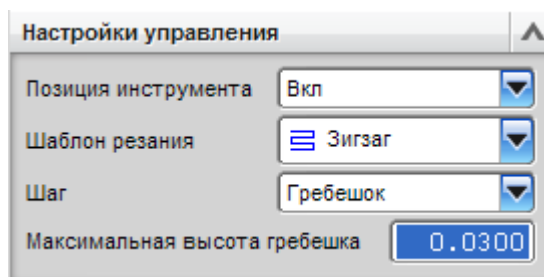 Настройки управления
Позиция инструмента Вкл
Шаблон резания Зигзаг
Шаг Гребешок
Максимальная высота гребешка 0.0300